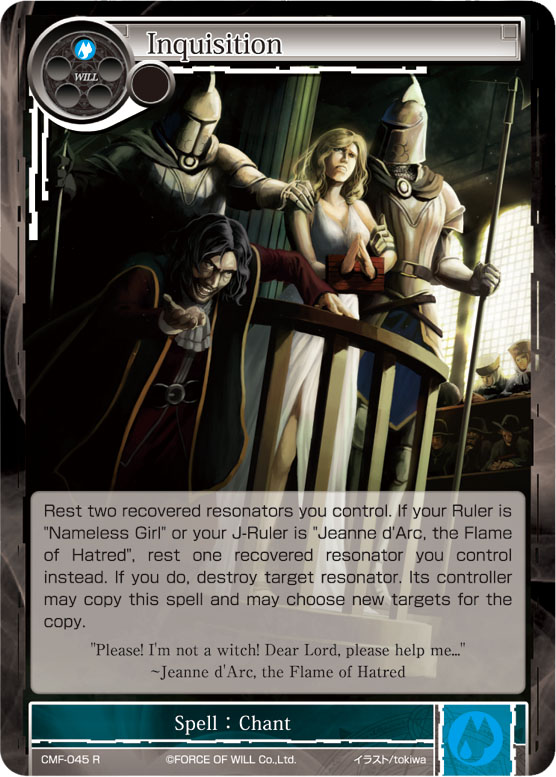 Inquisition
WILL
Rest two recovered resonators you control. If your Ruler is
"Nameless Girl" or your J-Ruler is "Jeanne d'Arc, the Flame
of Hatred", rest one recovered resonator you control
instead. If you do, destroy target resonator. Its controller
may copy this spell and may choose new targets for the
copy.
"Please! I'm not a witch! Dear Lord, please help me..."
~Jeanne d'Arc, the Flame of Hatred
Spell : Chant
CMF-045 R ©FORCE OF WILL Co.,Ltd. イラスト/tokiwa